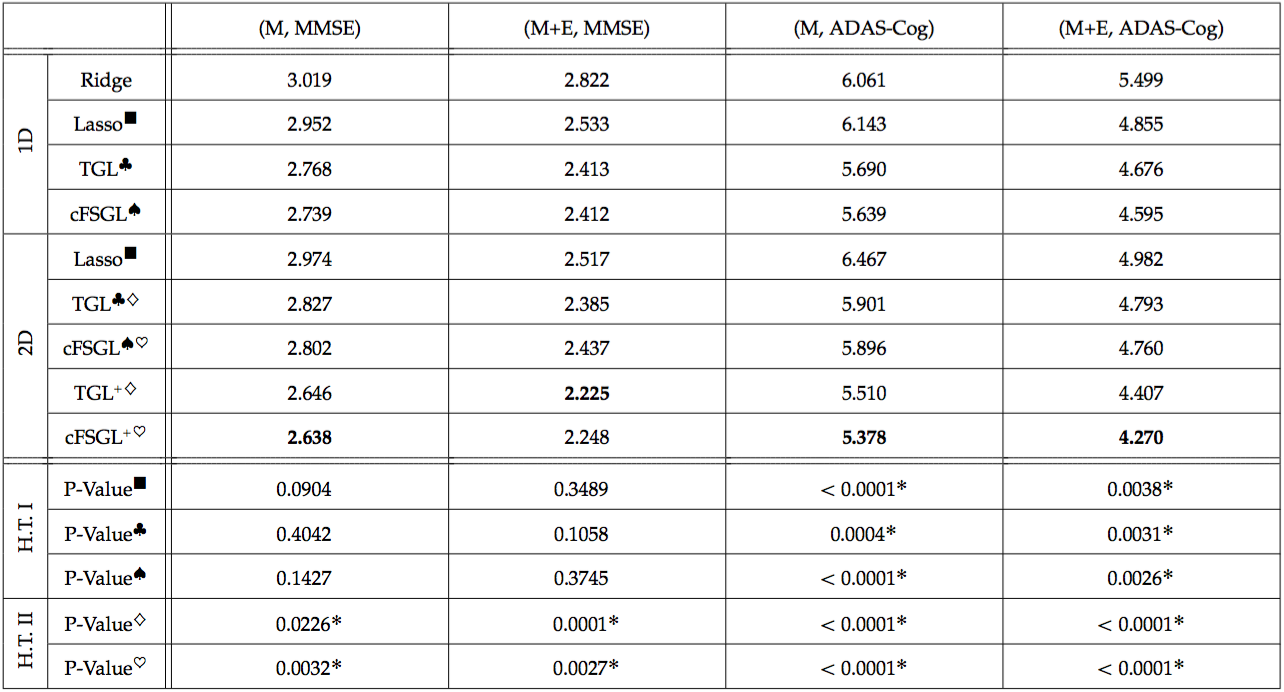 (M, MMSE) (M+E, MMSE) (M, ADAS-Cog) (M+E, ADAS-Cog)
1D
Ridge 3.019 2.822 6.061 5.499
Lasso■ 2.952 2.533 6.143 4.855
TGL♣ 2.768 2.413 5.690 4.676
cFSGL♠ 2.739 2.412 5.639 4.595
2D
Lasso■ 2.974 2.517 6.467 4.982
TGL♣♢ 2.827 2.385 5.901 4.793
cFSGL♠♡ 2.802 2.437 5.896 4.760
TGL+♢ 2.646 2.225 5.510 4.407
cFSGL+♡ 2.638 2.248 5.378 4.270
H.T. I
P-Value■ 0.0904 0.3489 < 0.0001* 0.0038*
P-Value♣ 0.4042 0.1058 0.0004* 0.0031*
P-Value♠ 0.1427 0.3745 < 0.0001* 0.0026*
H.T. II
P-Value♢ 0.0226* 0.0001* < 0.0001* < 0.0001*
P-Value♡ 0.0032* 0.0027* < 0.0001* < 0.0001*